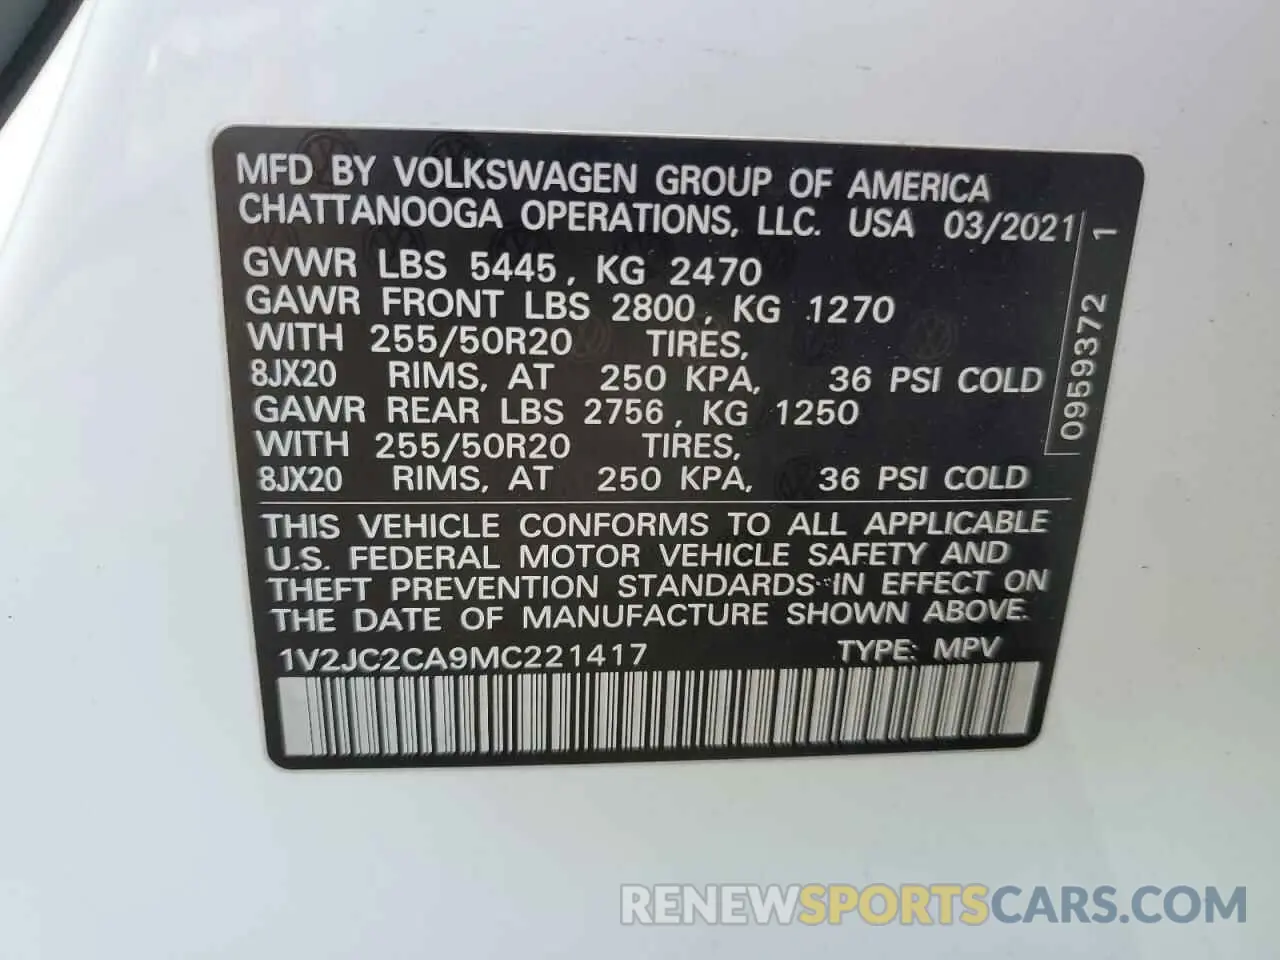 MFD BY VOLKSWAGEN GROUP OF AMERICA
CHATTANOOGA OPERATIONS, LLC. USA 03/2021
GVWR LBS 5445, KG 2470
GAWR FRONT LBS 2800, KG 1270
WITH 255/50R20 TIRES,
8JX20 RIMS, AT 250 KPA, 36 PSI COLD
GAWR REAR LBS 2756, KG 1250
WITH 255/50R20 TIRES,
8JX20 RIMS, AT 250 KPA, 36 PSI COLD
0959372 1
THIS VEHICLE CONFORMS TO ALL APPLICABLE
U.S. FEDERAL MOTOR VEHICLE SAFETY AND
THEFT PREVENTION STANDARDS IN EFFECT ON
THE DATE OF MANUFACTURE SHOWN ABOVE.
1V2JC2CA9MC221417 TYPE: MPV
RENEWSPORTSCARS.COM